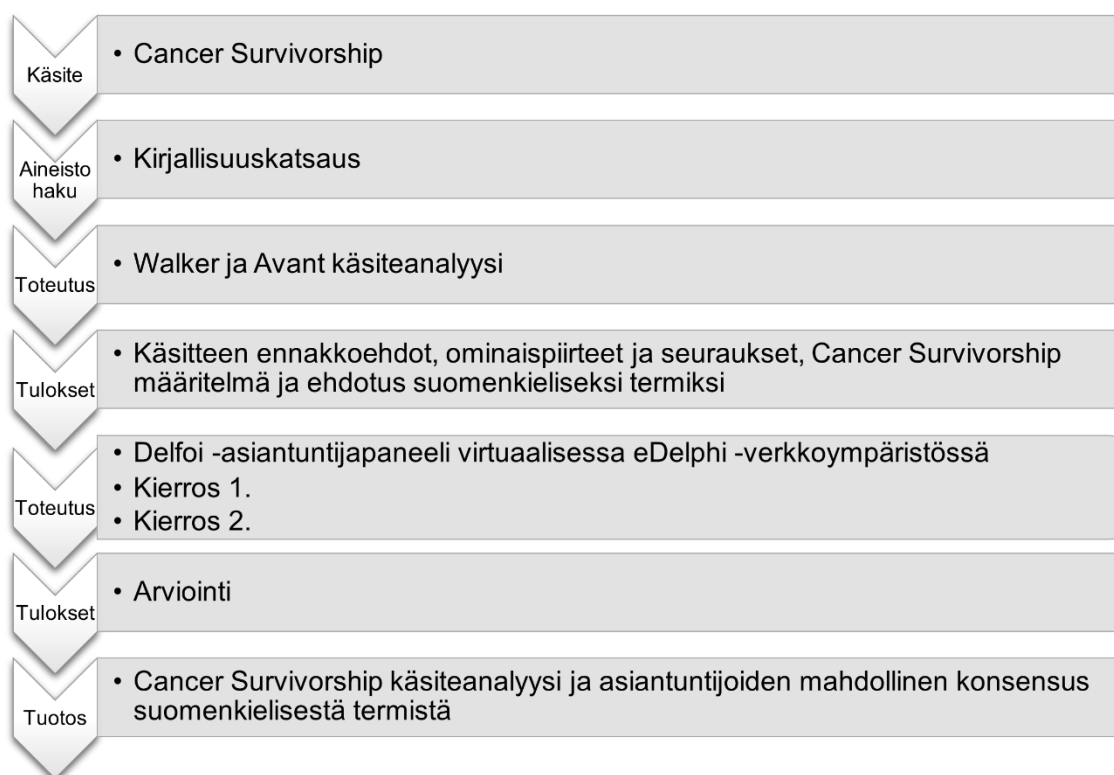 Käsite
• Cancer Survivorship
Aineisto
haku
• Kirjallisuuskatsaus
Toteutus
• Walker ja Avant käsiteanalyysi
Tulokset
• Käsitteen ennakkoehdot, ominaispiirteet ja seuraukset, Cancer Survivorship
määritelmä ja ehdotus suomenkieliseksi termiksi
Toteutus
• Delfoi -asiantuntijapaneeli virtuaalisessa eDelphi -verkkoympäristössä
• Kierros 1.
• Kierros 2.
Tulokset
• Arviointi
Tuotos
• Cancer Survivorship käsiteanalyysi ja asiantuntijoiden mahdollinen konsensus
suomenkielisestä termistä